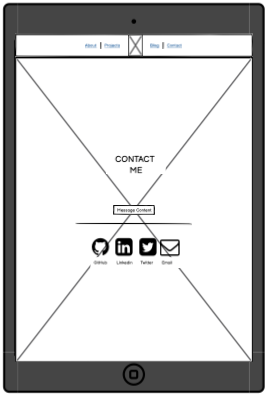 About | Projects
Blog | Contact
CONTACT
ME
Message Content
GitHub
LinkedIn
Twitter
Email